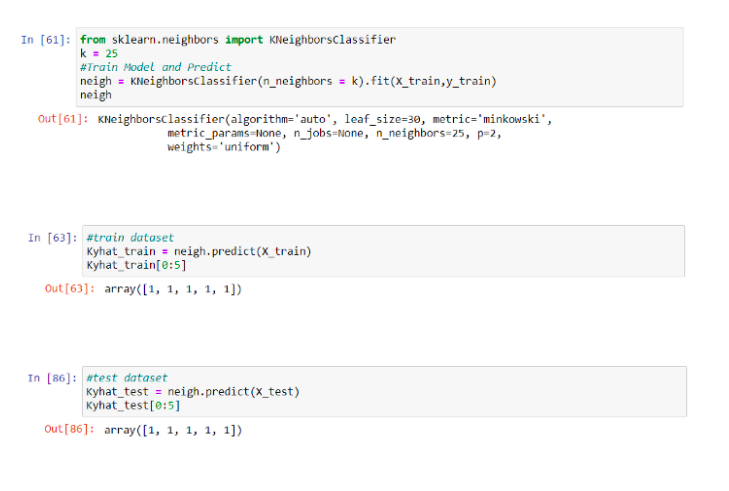 In [61]: from sklearn.neighbors import KNeighborsClassifier
k = 25
#Train Model and Predict
neigh = KNeighborsClassifier(n_neighbors = k).fit(X_train,y_train)
neigh
Out[61]: KNeighborsClassifier(algorithm='auto', leaf_size=30, metric='minkowski',
metric_params=None, n_jobs=None, n_neighbors=25, p=2,
weights='uniform')
In [63]: #train dataset
Kyhat_train = neigh.predict(X_train)
Kyhat_train[0:5]
Out[63]: array([1, 1, 1, 1, 1])
In [86]: #test dataset
Kyhat_test = neigh.predict(X_test)
Kyhat_test[0:5]
Out[86]: array([1, 1, 1, 1, 1])